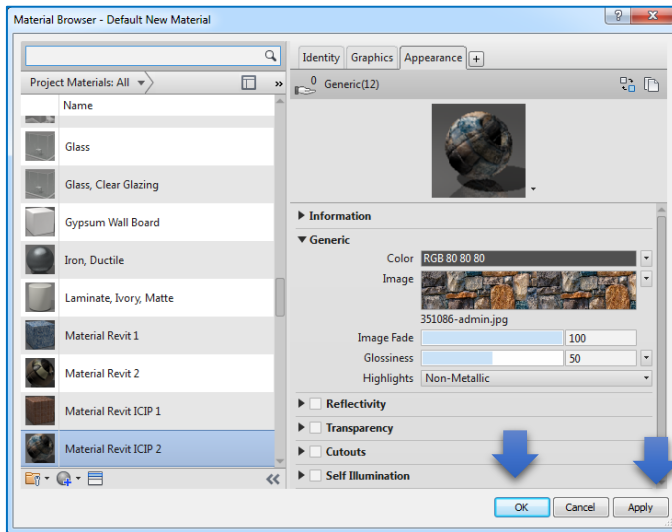 Material Browser - Default New Material
Project Materials: All
Name
Glass
Glass, Clear Glazing
Gypsum Wall Board
Iron, Ductile
Laminate, Ivory, Matte
Material Revit 1
Material Revit 2
Material Revit ICIP 1
Material Revit ICIP 2
Identity Graphics Appearance +
0 Generic(12)
Information
Generic
Color RGB 80 80 80
Image
351086-admin.jpg
Image Fade 100
Glossiness 50
Highlights Non-Metallic
Reflectivity
Transparency
Cutouts
Self Illumination
OK Cancel Apply